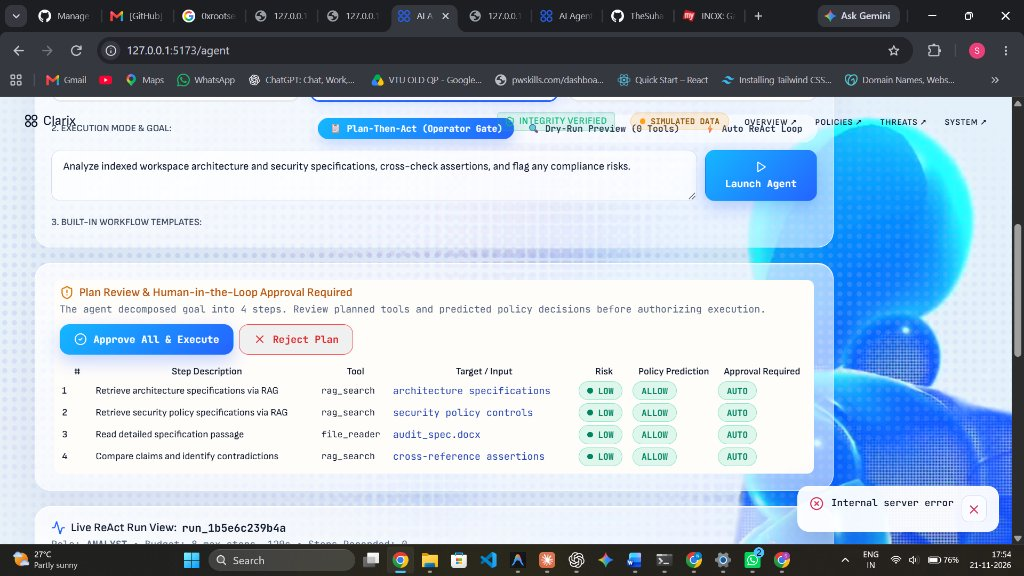 Manage
[GitHub]
0xrootse
127.0.0.1
127.0.1
AI A
127.0.1
AI Agent
TheSuha
INOX: G
Ask Gemini
127.0.0.1:5173/agent
S
Gmail
Maps
WhatsApp
ChatGPT: Chat, Work,...
VTU OLD QP - Google...
pwskills.com/dashboa...
Quick Start – React
Installing Tailwind CSS...
Domain Names, Webs...
Clarix
INTEGRITY VERIFIED
SIMULATED DATA
OVERVIEW ↗
POLICIES ↗
THREATS ↗
SYSTEM ↗
2. EXECUTION MODE & GOAL:
Plan-Then-Act (Operator Gate)
Dry-Run Preview (0 Tools)
Auto ReAct Loop
Analyze indexed workspace architecture and security specifications, cross-check assertions, and flag any compliance risks.
Launch Agent
3. BUILT-IN WORKFLOW TEMPLATES:
Plan Review & Human-in-the-Loop Approval Required
The agent decomposed goal into 4 steps. Review planned tools and predicted policy decisions before authorizing execution.
Approve All & Execute
Reject Plan
# Step Description Tool Target / Input Risk Policy Prediction Approval Required
1 Retrieve architecture specifications via RAG rag_search architecture specifications LOW ALLOW AUTO
2 Retrieve security policy specifications via RAG rag_search security policy controls LOW ALLOW AUTO
3 Read detailed specification passage file_reader audit_spec.docx LOW ALLOW AUTO
4 Compare claims and identify contradictions rag_search cross-reference assertions LOW ALLOW AUTO
Internal server error
Live ReAct Run View: run_1b5e6c239b4a
27°C
Partly sunny
Search
2
ENG
IN
76%
17:54
21-11-2026